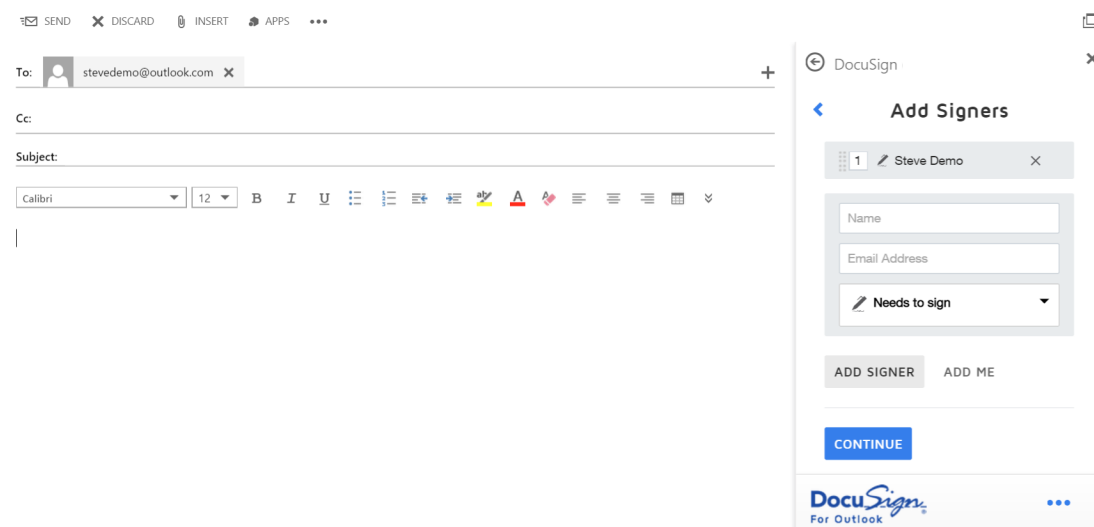 SEND DISCARD INSERT APPS
To: stevedemo@outlook.com
Cc:
Subject:
Calibri 12 B I U
DocuSign
Add Signers
1 Steve Demo
Name
Email Address
Needs to sign
ADD SIGNER ADD ME
CONTINUE
DocuSign
For Outlook